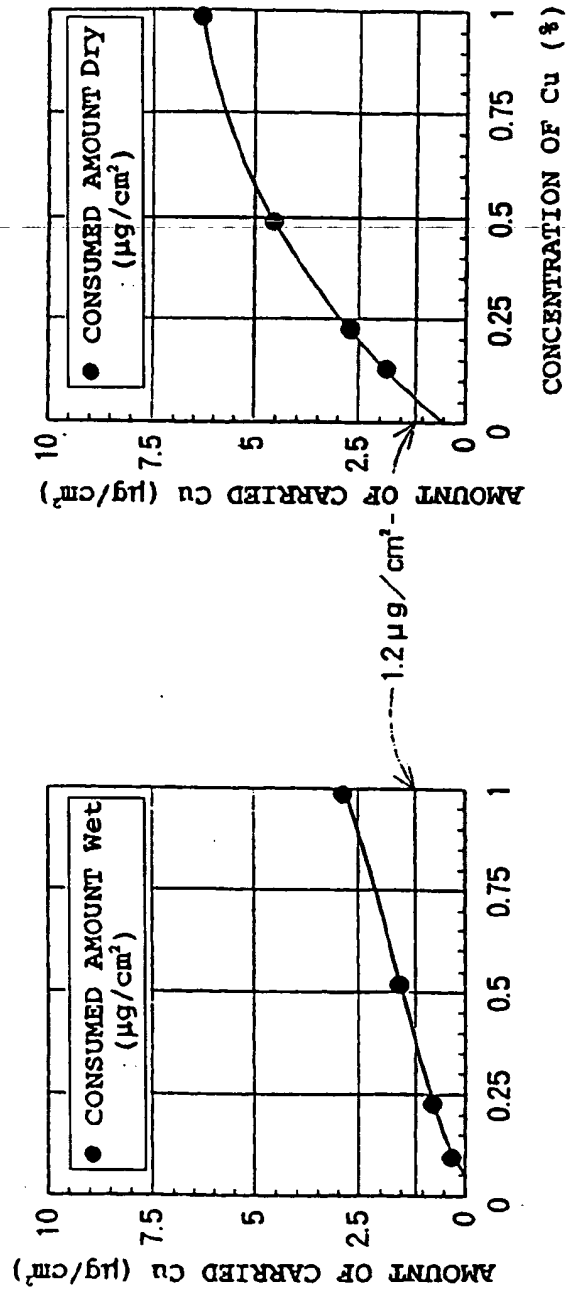 AMOUNT OF CARRIED Cu (µg/cm²)
10
7.5
5
2.5
0
● CONSUMED AMOUNT Wet
(µg/cm²)
0
0.25
0.5
0.75
1
1.2 µg/cm²
AMOUNT OF CARRIED Cu (µg/cm²)
10
7.5
5
2.5
0
● CONSUMED AMOUNT Dry
(µg/cm²)
0
0.25
0.5
0.75
1
CONCENTRATION OF Cu (%)